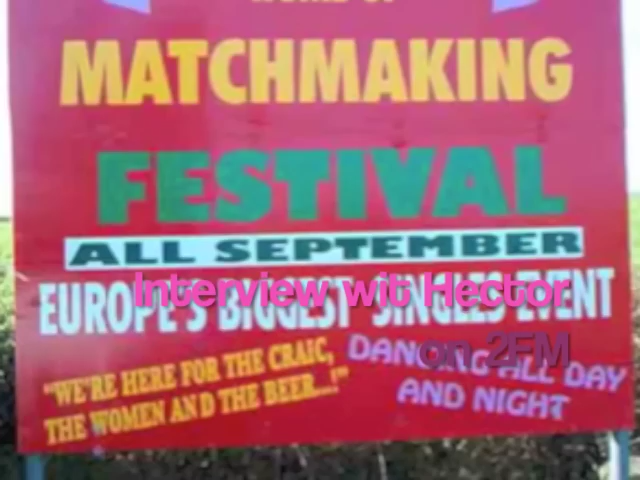 MATCHMAKING
FESTIVAL
ALL SEPTEMBER
EUROPE'S BIGGEST SINGLES EVENT
Interview wit Hector
on 2FM
"WE'RE HERE FOR THE CRAIC,
THE WOMEN AND THE BEER...!"
DANCING ALL DAY
AND NIGHT